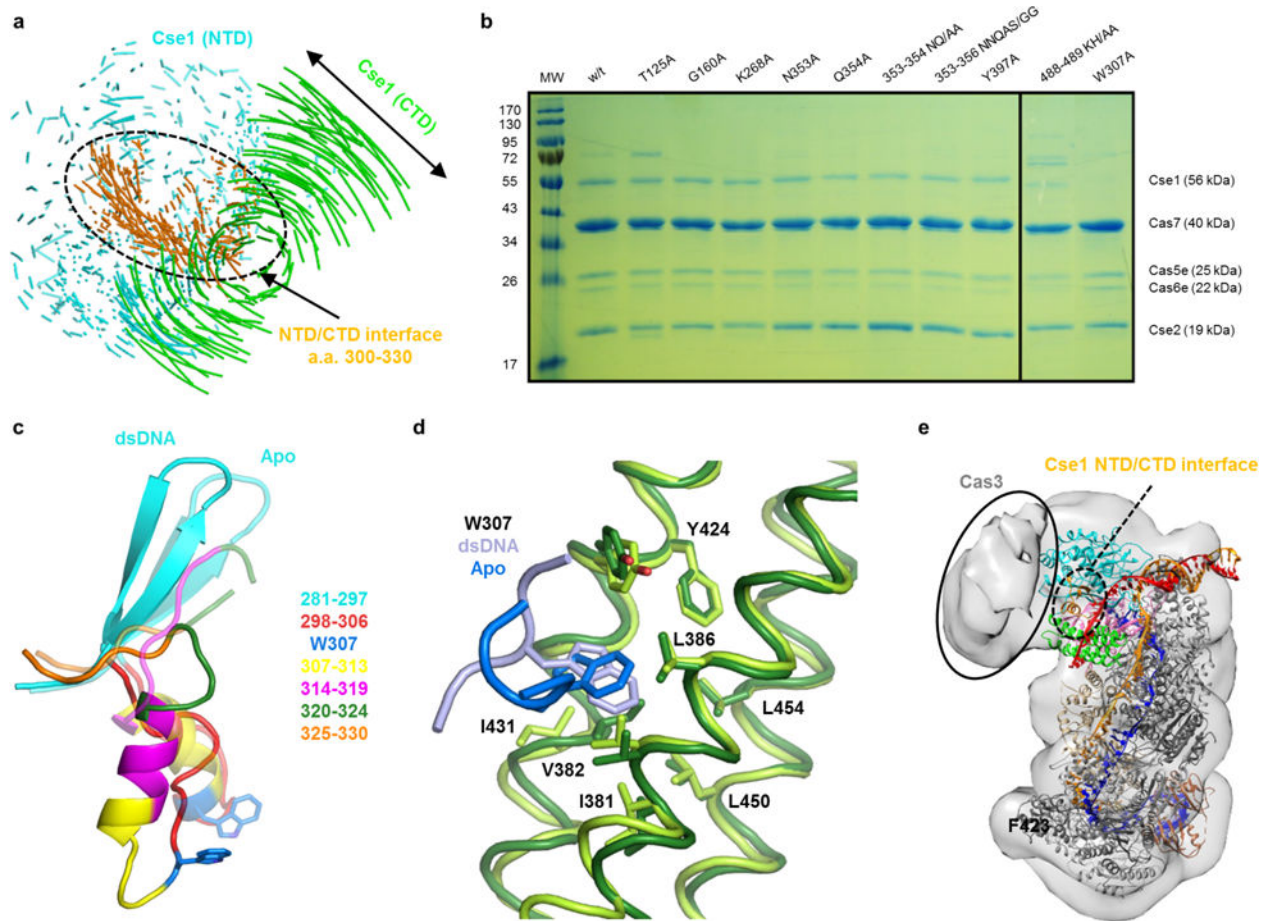 a
Cse1 (NTD)
Cse1 (CTD)
NTD/CTD interface
a.a. 300-330
b
MW
w/t
T125A
G160A
K268A
N353A
Q354A
353-354 NQ/AA
353-356 NNQAS/GG
Y397A
488-489 KH/AA
W307A
170
130
95
72
55
43
34
26
17
Cse1 (56 kDa)
Cas7 (40 kDa)
Cas5e (25 kDa)
Cas6e (22 kDa)
Cse2 (19 kDa)
c
dsDNA
Apo
281-297
298-306
W307
307-313
314-319
320-324
325-330
d
W307
dsDNA
Apo
Y424
L386
L454
I431
V382
I381
L450
e
Cse1 NTD/CTD interface
Cas3
F423